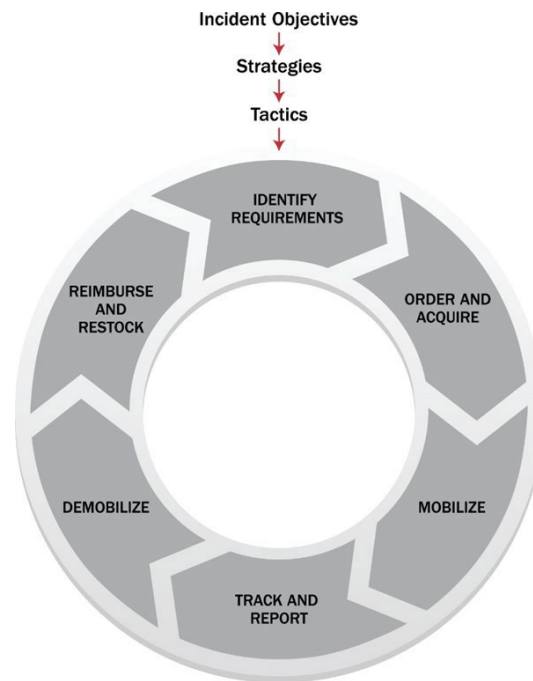 Incident Objectives
Strategies
Tactics
IDENTIFY
REQUIREMENTS
ORDER AND
ACQUIRE
MOBILIZE
TRACK AND
REPORT
DEMOBILIZE
REIMBURSE
AND
RESTOCK